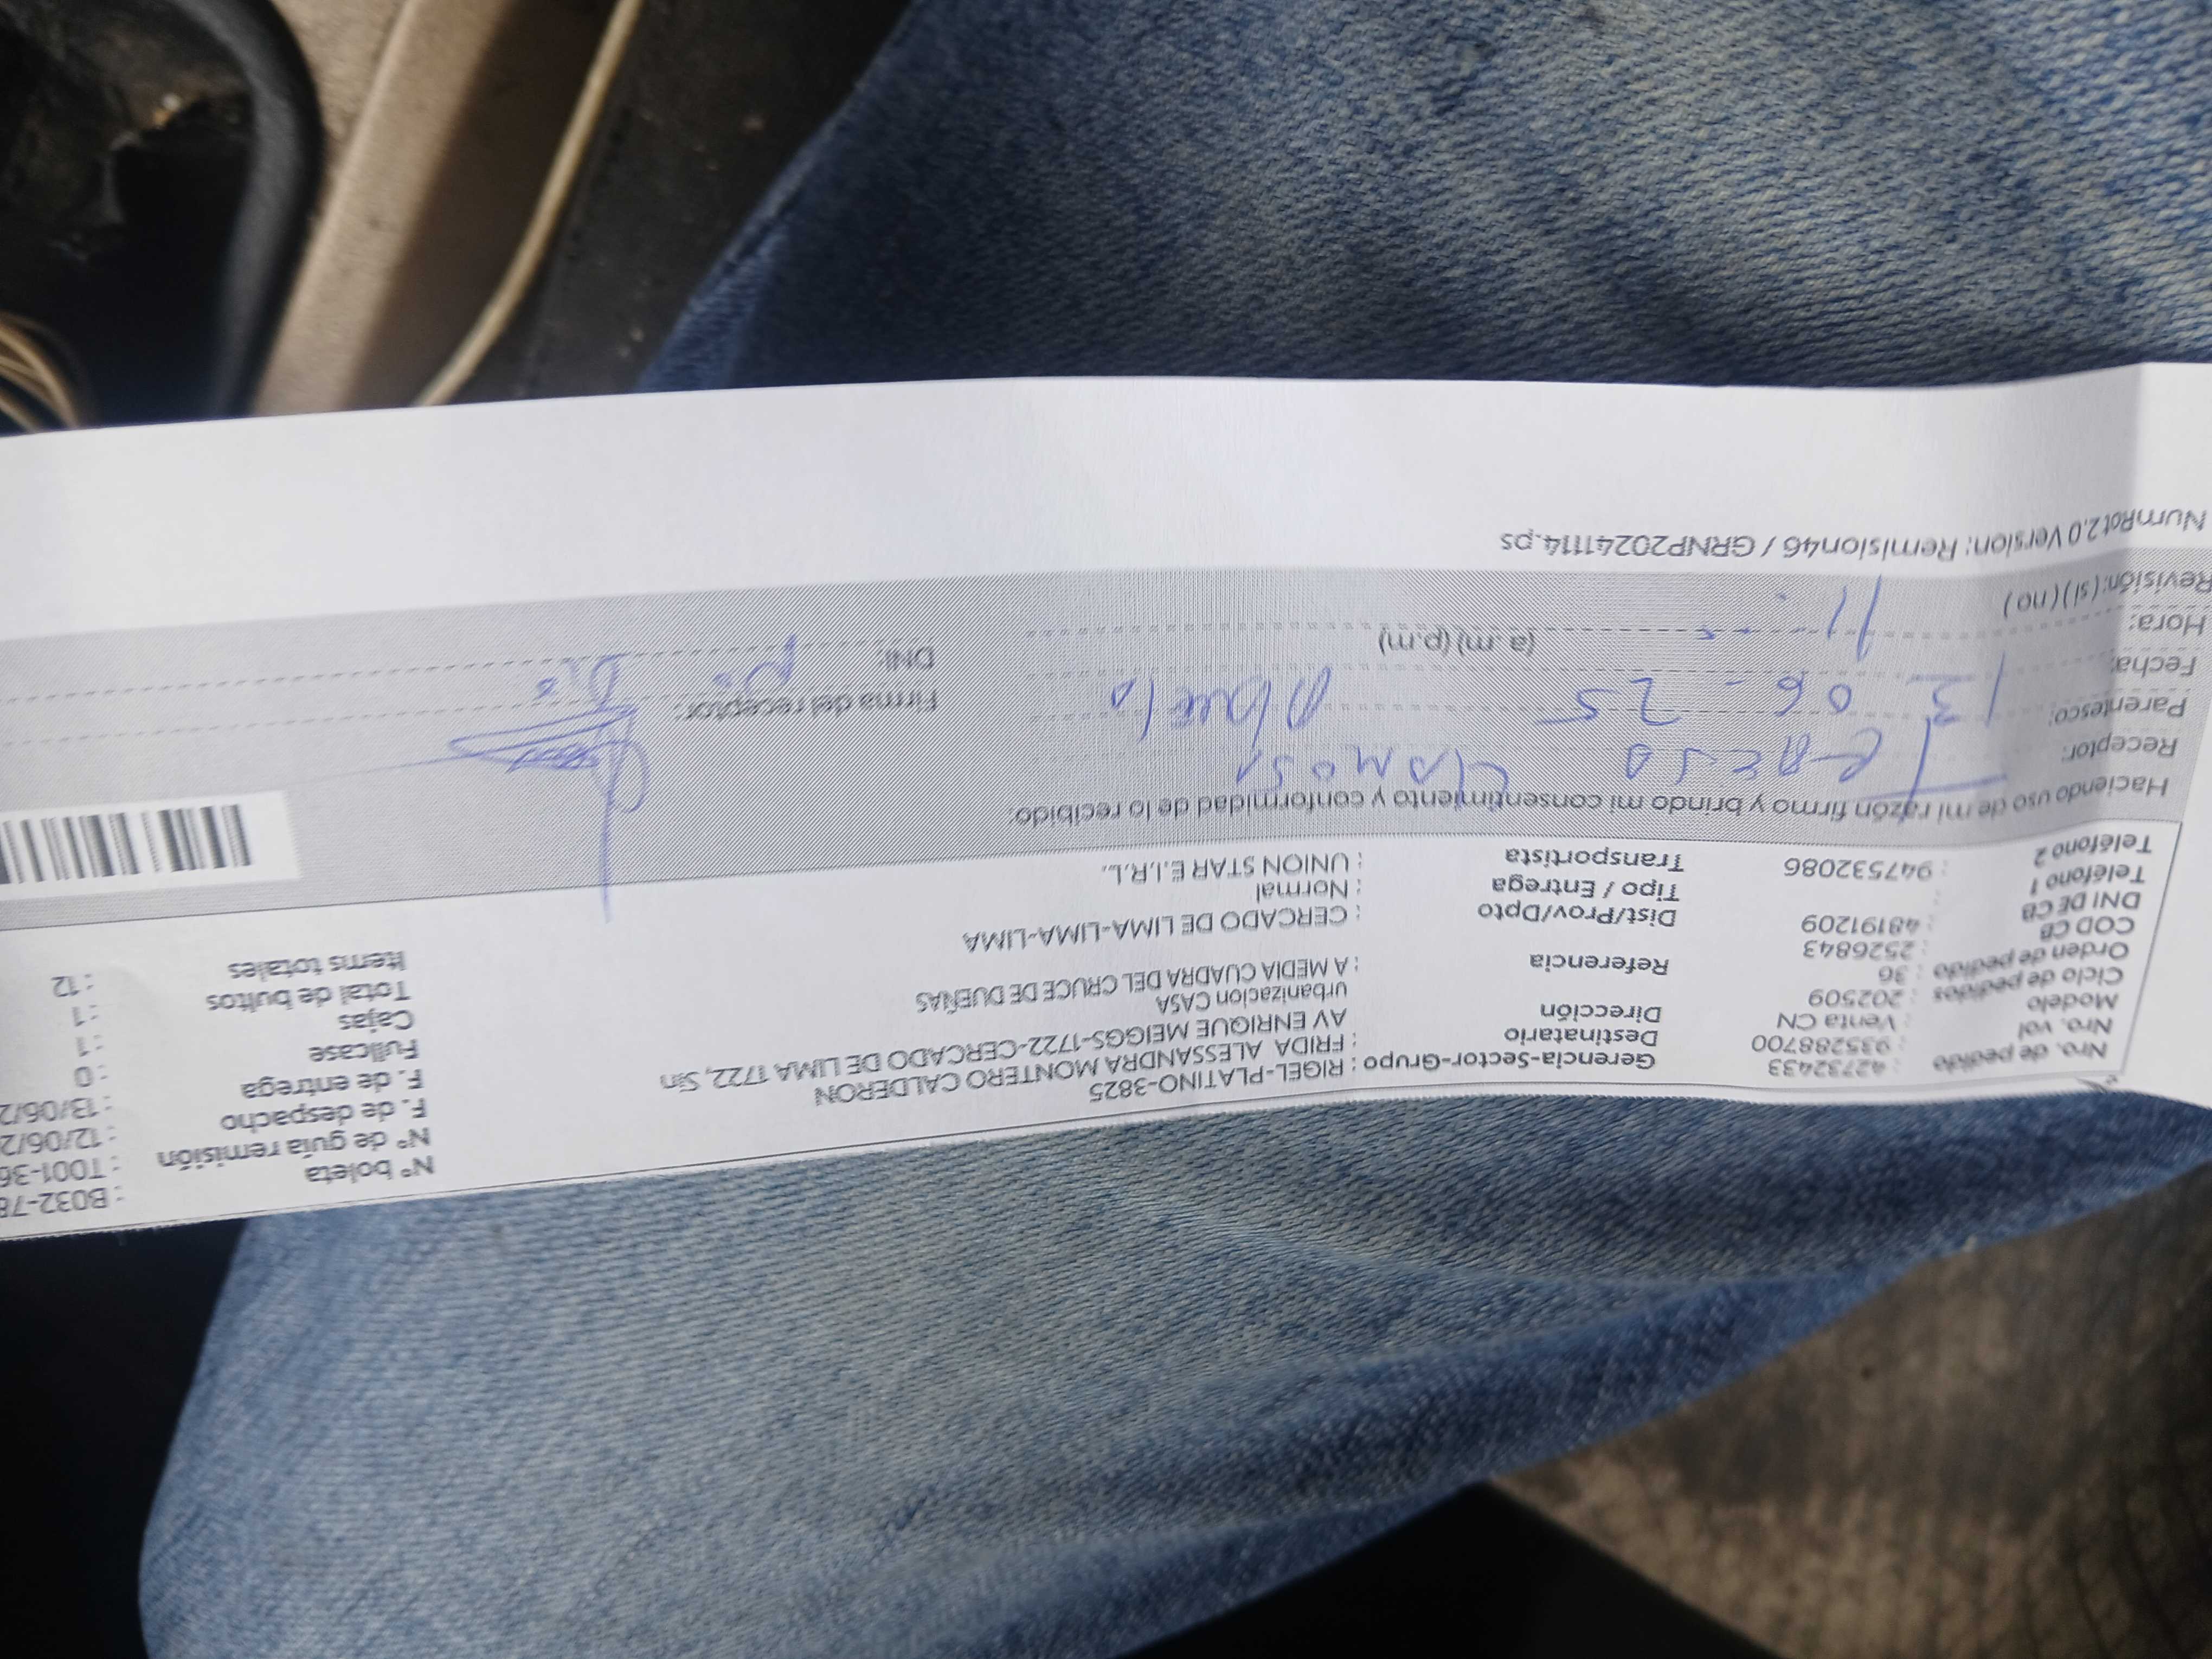 Nro. de pedido : 42732433
Nro. vol : 935288700
Modelo : Venta CN
Ciclo de pedidos : 202509
Orden de pedido : 36
COD CB : 2526843
DNI DE CB : 48191209
Teléfono 1 :
Teléfono 2 : 947532086
Gerencia-Sector-Grupo : RIGEL-PLATINO-3825
Destinatario : FRIDA ALESSANDRA MONTERO CALDERON
Dirección AV ENRIQUE MEIGGS-1722-CERCADO DE LIMA 1722, Sin
urbanizacion CASA
Referencia : A MEDIA CUADRA DEL CRUCE DE DUEÑAS
Dist/Prov/Dpto : CERCADO DE LIMA-LIMA-LIMA
Tipo / Entrega : Normal
Transportista : UNION STAR E.I.R.L.
N° boleta : B032-78
N° de guía remisión : T001-36
F. de despacho : 12/06/2
F. de entrega : 13/06/2
Fullcase : 0
Cajas : 1
Total de bultos : 1
Items totales : 12
Haciendo uso de mi razón firmo y brindo mi consentimiento y conformidad de lo recibido:
Receptor:
Parentesco: Abuela
Fecha: 13 - 06 - 25
Hora: 11 (a.m) (p.m)
Revisión: (si) (no)
Firma del receptor:
DNI: No Dio
NumRot2.0 Version: Remision46 / GRNP20241114.ps